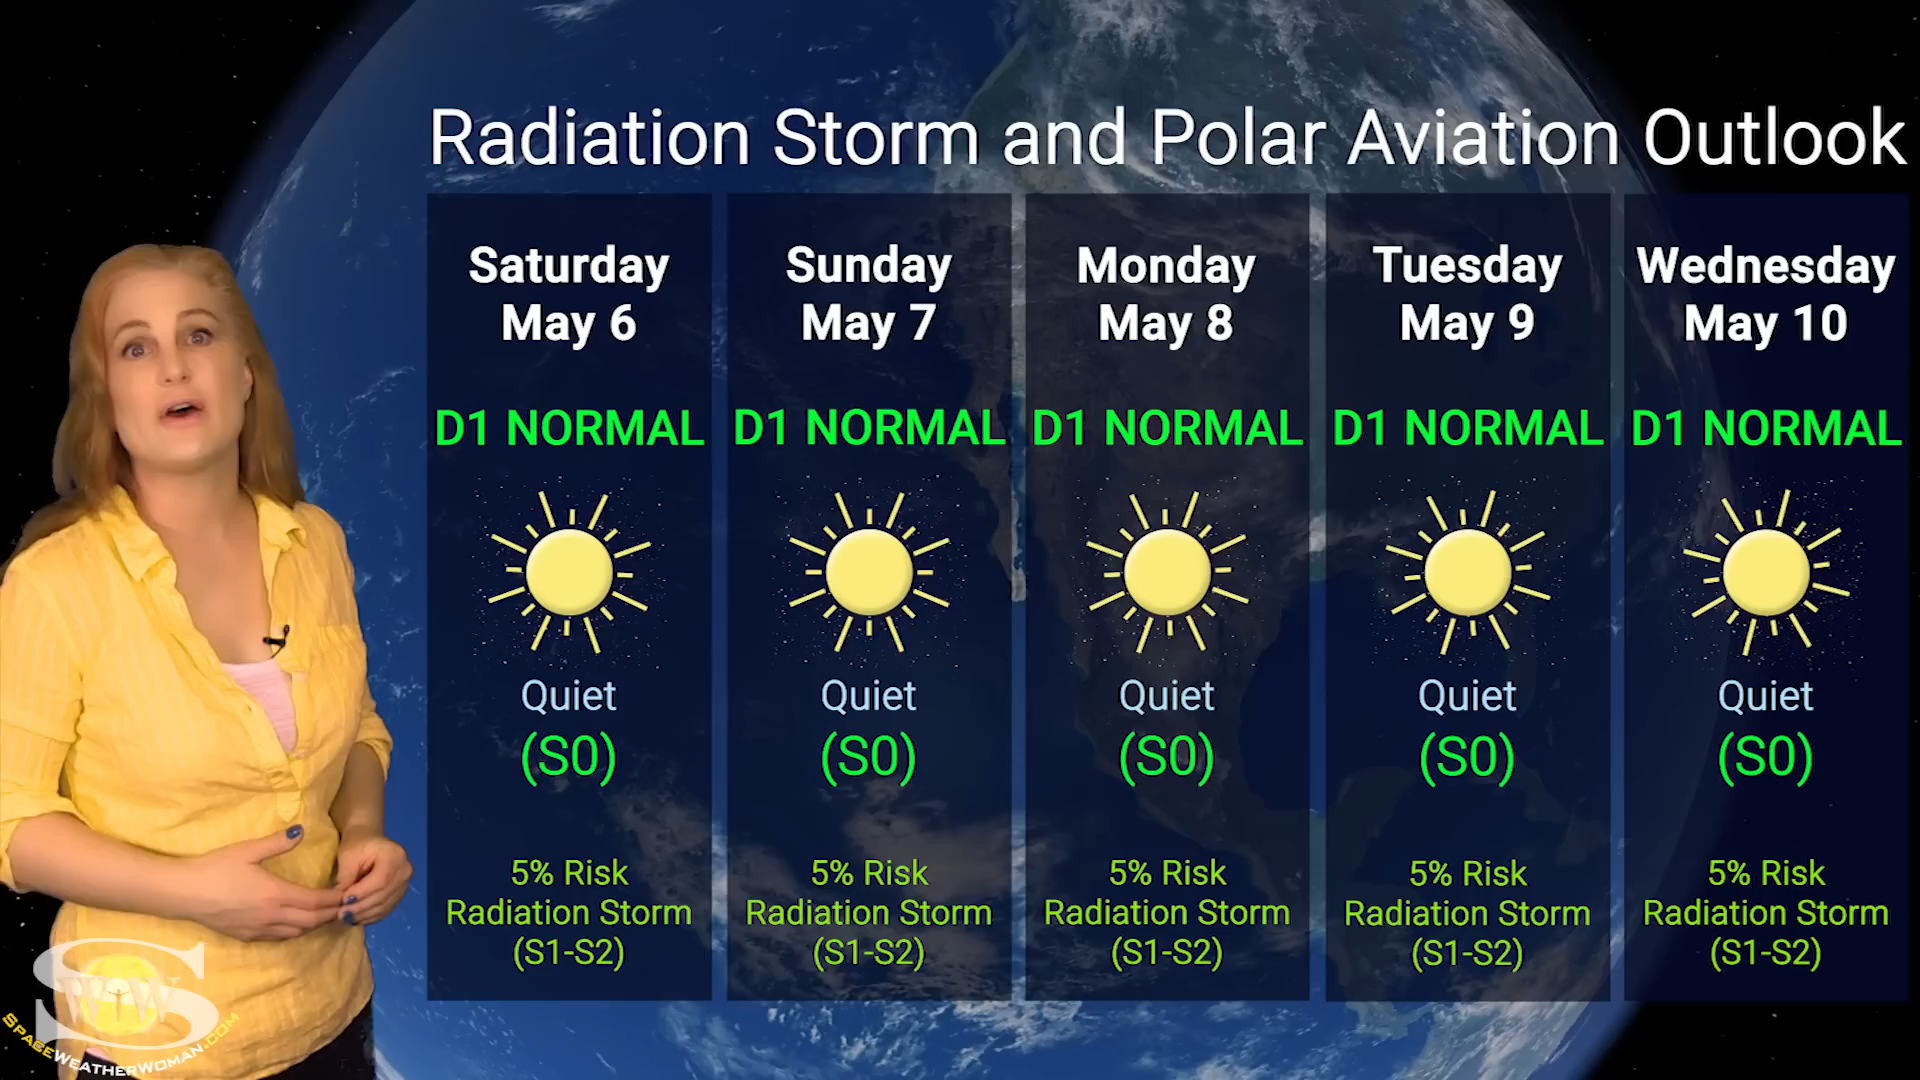 Radiation Storm and Polar Aviation Outlook
Saturday
May 6
D1 NORMAL
Quiet
(S0)
5% Risk
Radiation Storm
(S1-S2)
Sunday
May 7
D1 NORMAL
Quiet
(S0)
5% Risk
Radiation Storm
(S1-S2)
Monday
May 8
D1 NORMAL
Quiet
(S0)
5% Risk
Radiation Storm
(S1-S2)
Tuesday
May 9
D1 NORMAL
Quiet
(S0)
5% Risk
Radiation Storm
(S1-S2)
Wednesday
May 10
D1 NORMAL
Quiet
(S0)
5% Risk
Radiation Storm
(S1-S2)
SWW
SPACEWEATHERWOMAN.COM